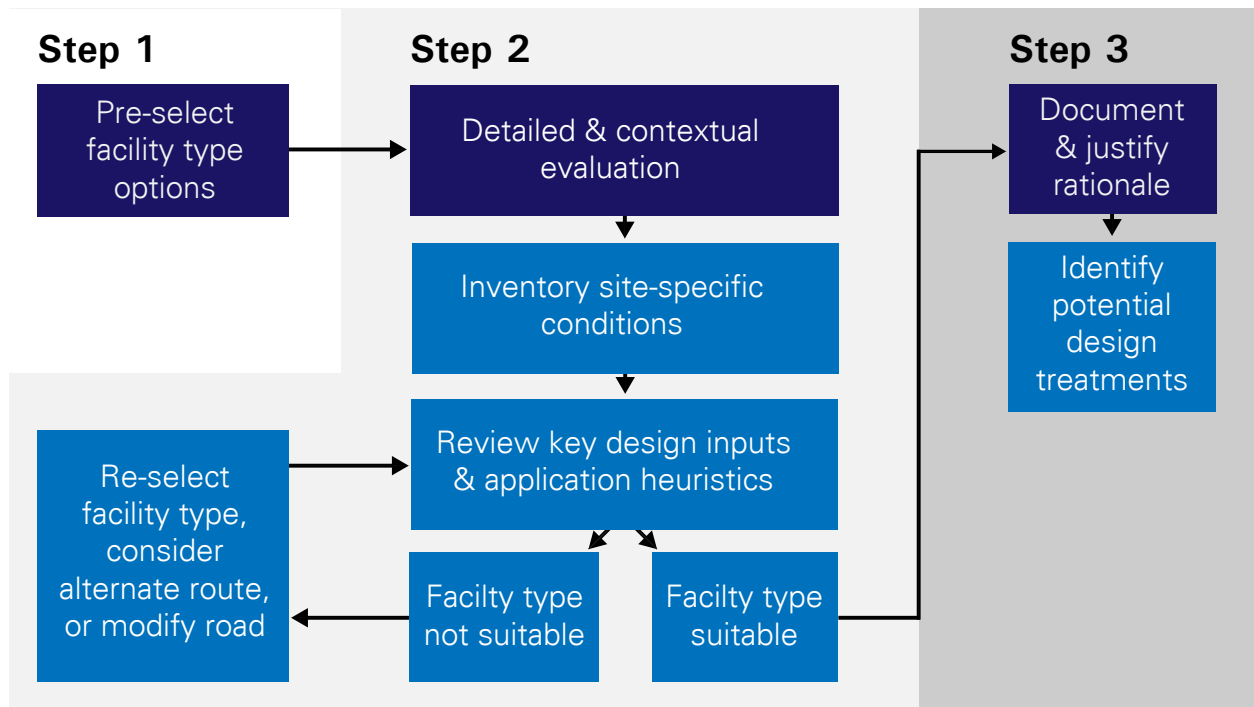 Step 1
Pre-select
facility type
options
Step 2
Detailed & contextual
evaluation
Inventory site-specific
conditions
Review key design inputs
& application heuristics
Facilty type
not suitable
Facilty type
suitable
Re-select
facility type,
consider
alternate route,
or modify road
Step 3
Document
& justify
rationale
Identify
potential
design
treatments